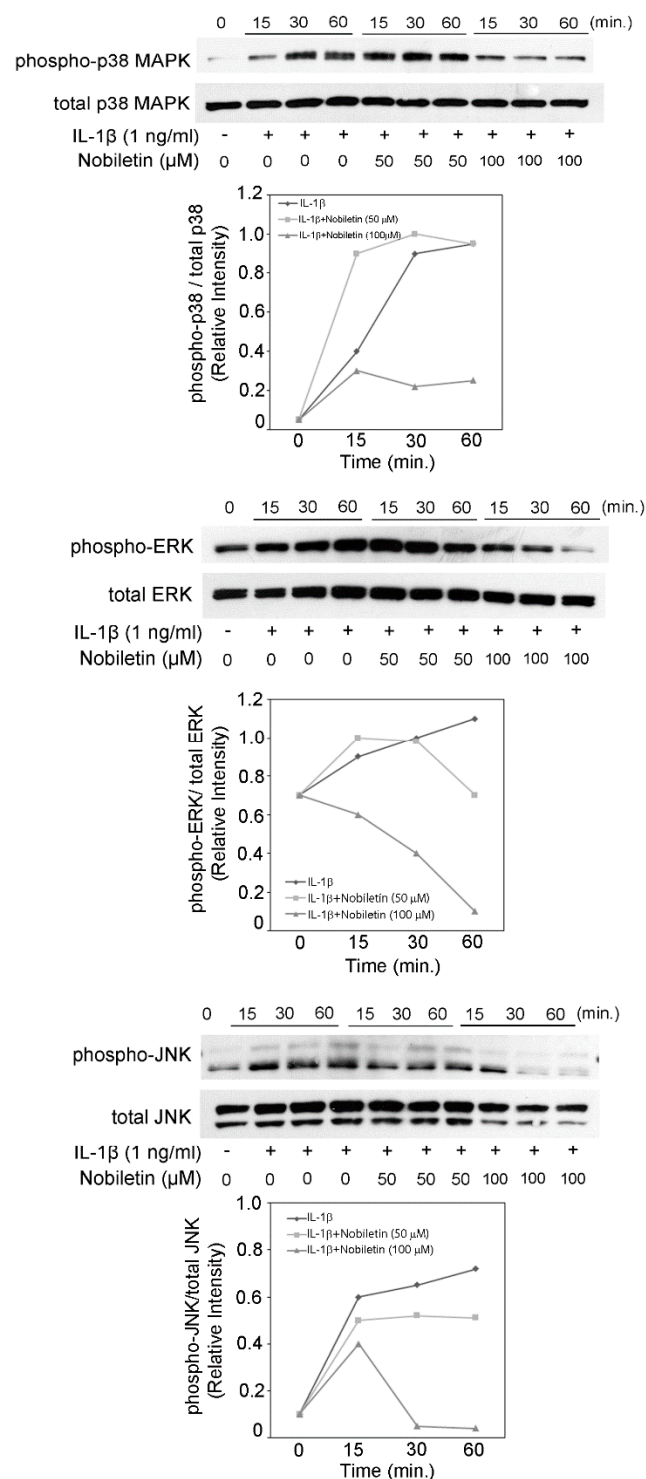 0 15 30 60 15 30 60 15 30 60 (min.)
phospho-p38 MAPK
total p38 MAPK
IL-1β (1 ng/ml) - + + + + + + + + +
Nobiletin (μM) 0 0 0 0 50 50 50 100 100 100
phospho-p38 / total p38
(Relative Intensity)
1.2
1.0
0.8
0.4
0.2
0
IL-1β
IL-1β+Nobiletin (50 μM)
IL-1β+Nobiletin (100μM)
0 15 30 60
Time (min.)
0 15 30 60 15 30 60 15 30 60 (min.)
phospho-ERK
total ERK
IL-1β (1 ng/ml) - + + + + + + + + +
Nobiletin (μM) 0 0 0 0 50 50 50 100 100 100
phospho-ERK/ total ERK
(Relative Intensity)
1.2
1.0
0.8
0.6
0.4
0.2
0
IL-1β
IL-1β+Nobiletin (50 μM)
IL-1β+Nobiletin (100 μM)
0 15 30 60
Time (min.)
0 15 30 60 15 30 60 15 30 60 (min.)
phospho-JNK
total JNK
IL-1β (1 ng/ml) - + + + + + + + + +
Nobiletin (μM) 0 0 0 0 50 50 50 100 100 100
phospho-JNK/total JNK
(Relative Intensity)
1.0
0.8
0.6
0.4
0.2
0
IL-1β
IL-1β+Nobiletin (50 μM)
IL-1β+Nobiletin (100 μM)
0 15 30 60
Time (min.)